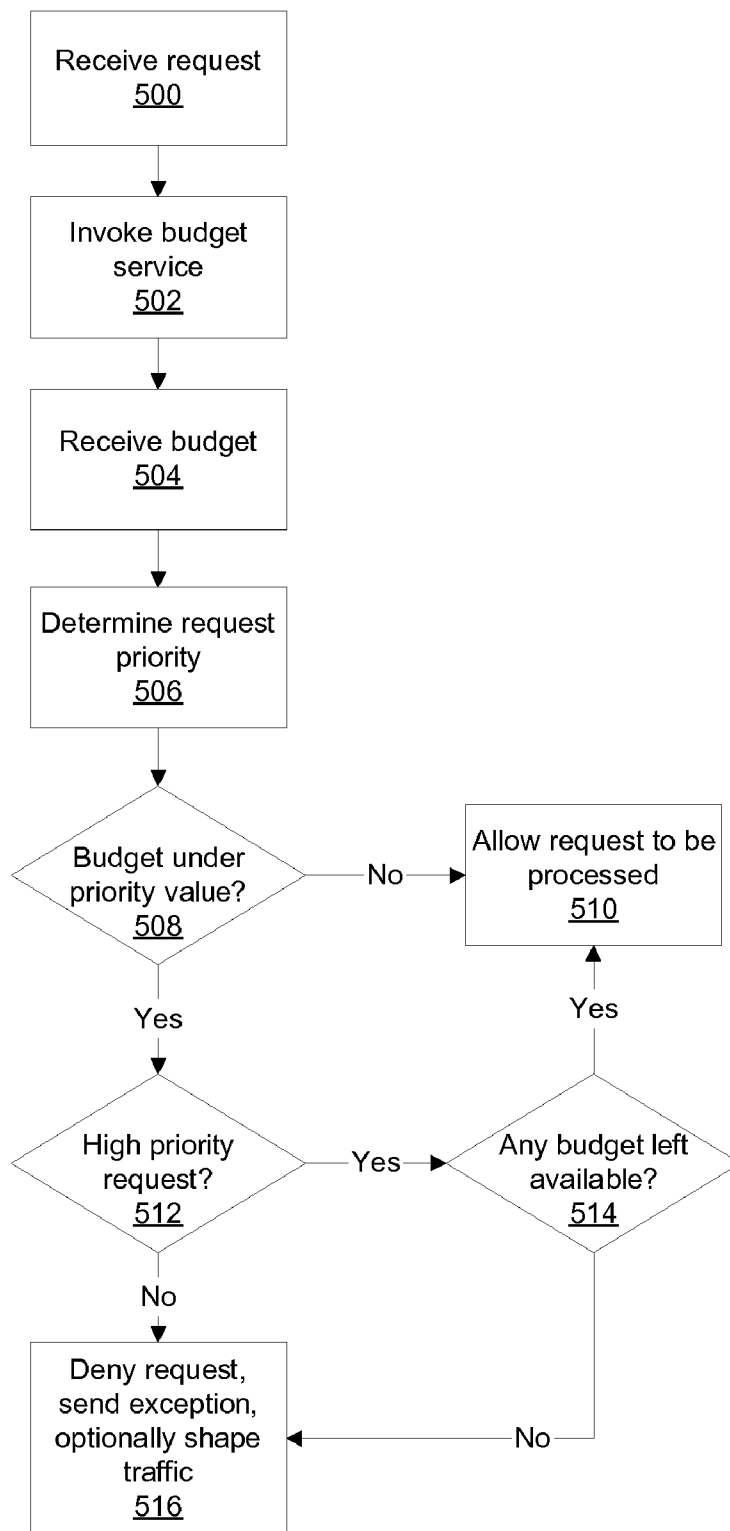 Receive request
500
Invoke budget
service
502
Receive budget
504
Determine request
priority
506
Budget under
priority value?
508
No
Allow request to be
processed
510
Yes
Yes
High priority
request?
512
Yes
Any budget left
available?
514
No
Deny request,
send exception,
optionally shape
traffic
516
No